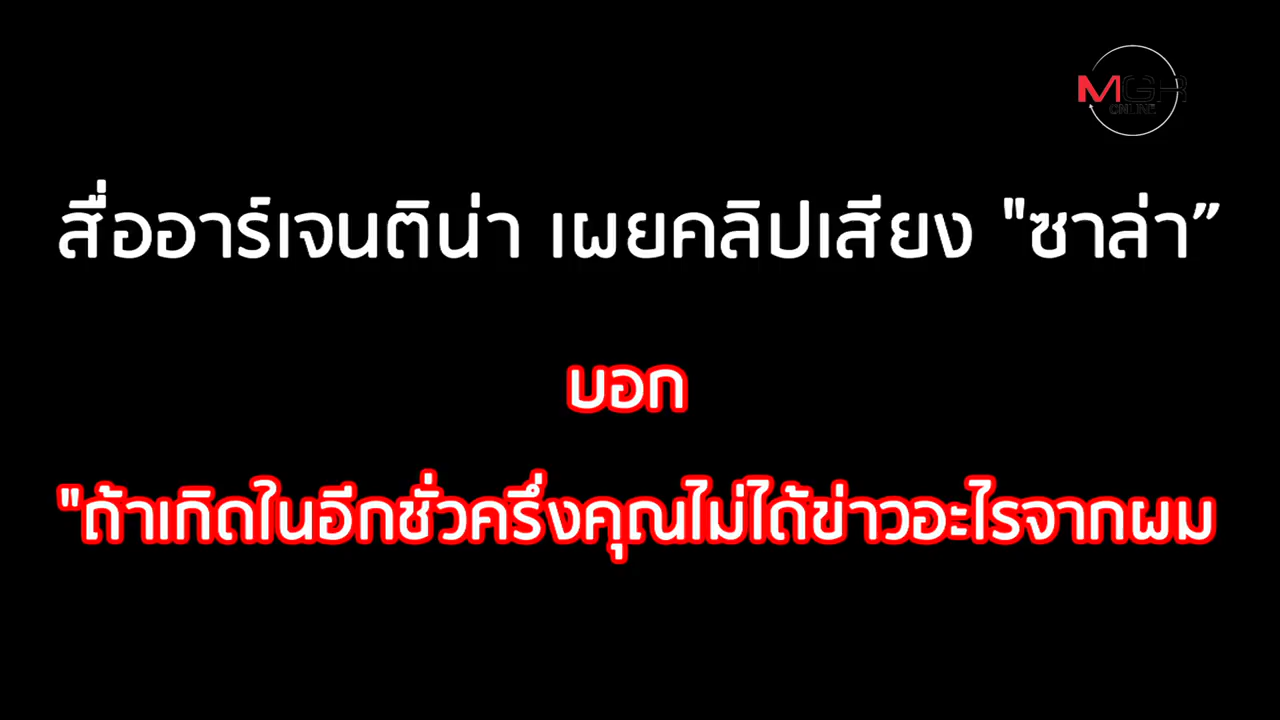 MGR
ONLINE
สื่ออาร์เจนติน่า เผยคลิปเสียง "ซาล่า”
บอก
"ถ้าเกิดในอีกชั่วครึ่งคุณไม่ได้ข่าวอะไรจากผม